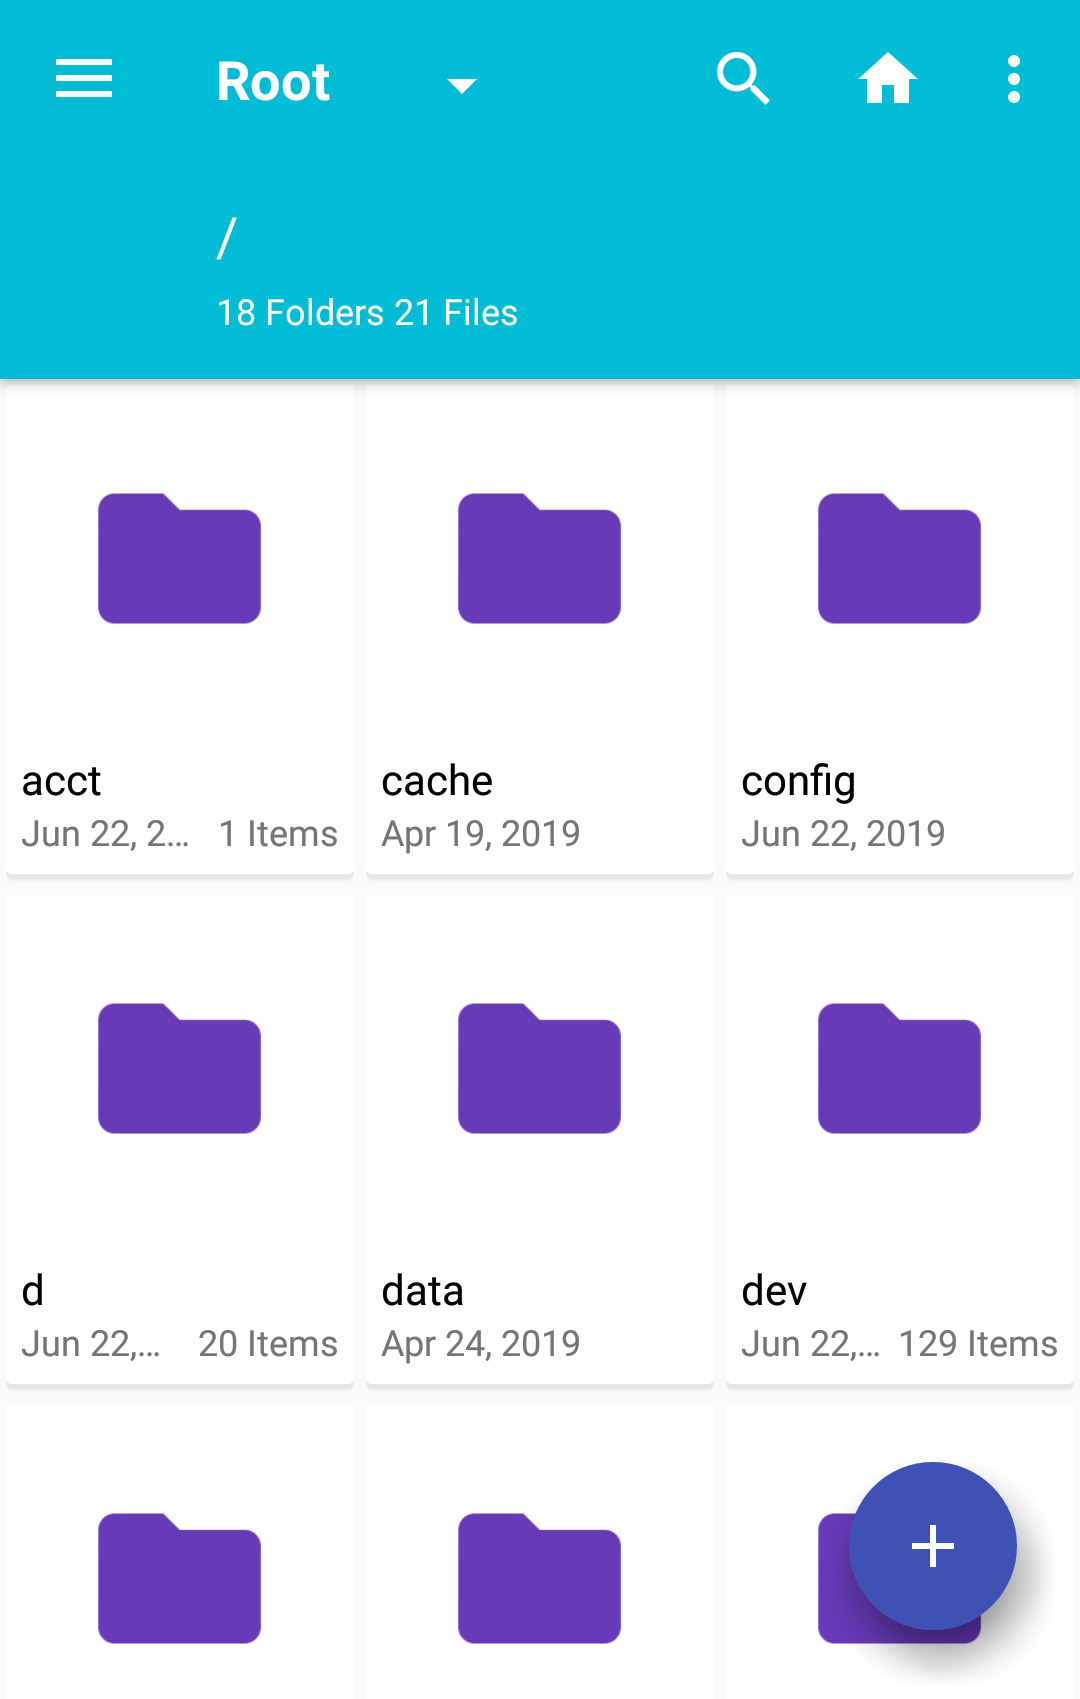 Root
/
18 Folders 21 Files
acct
Jun 22, 2... 1 Items
cache
Apr 19, 2019
config
Jun 22, 2019
d
Jun 22,... 20 Items
data
Apr 24, 2019
dev
Jun 22,... 129 Items